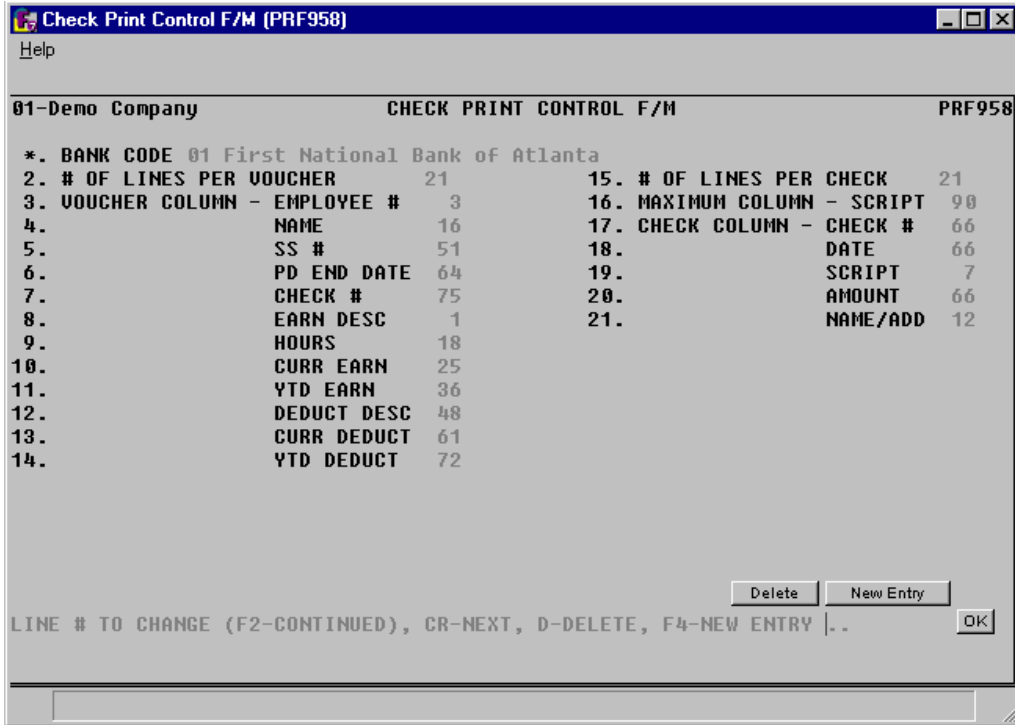 Check Print Control F/M (PRF958)
Help
01-Demo Company CHECK PRINT CONTROL F/M PRF958
*. BANK CODE 01 First National Bank of Atlanta
2. # OF LINES PER VOUCHER 21 15. # OF LINES PER CHECK 21
3. VOUCHER COLUMN - EMPLOYEE # 3 16. MAXIMUM COLUMN - SCRIPT 90
4. NAME 16 17. CHECK COLUMN - CHECK # 66
5. SS # 51 18. DATE 66
6. PD END DATE 64 19. SCRIPT 7
7. CHECK # 75 20. AMOUNT 66
8. EARN DESC 1 21. NAME/ADD 12
9. HOURS 18
10. CURR EARN 25
11. YTD EARN 36
12. DEDUCT DESC 48
13. CURR DEDUCT 61
14. YTD DEDUCT 72
Delete New Entry
LINE # TO CHANGE (F2-CONTINUED), CR-NEXT, D-DELETE, F4-NEW ENTRY .. OK